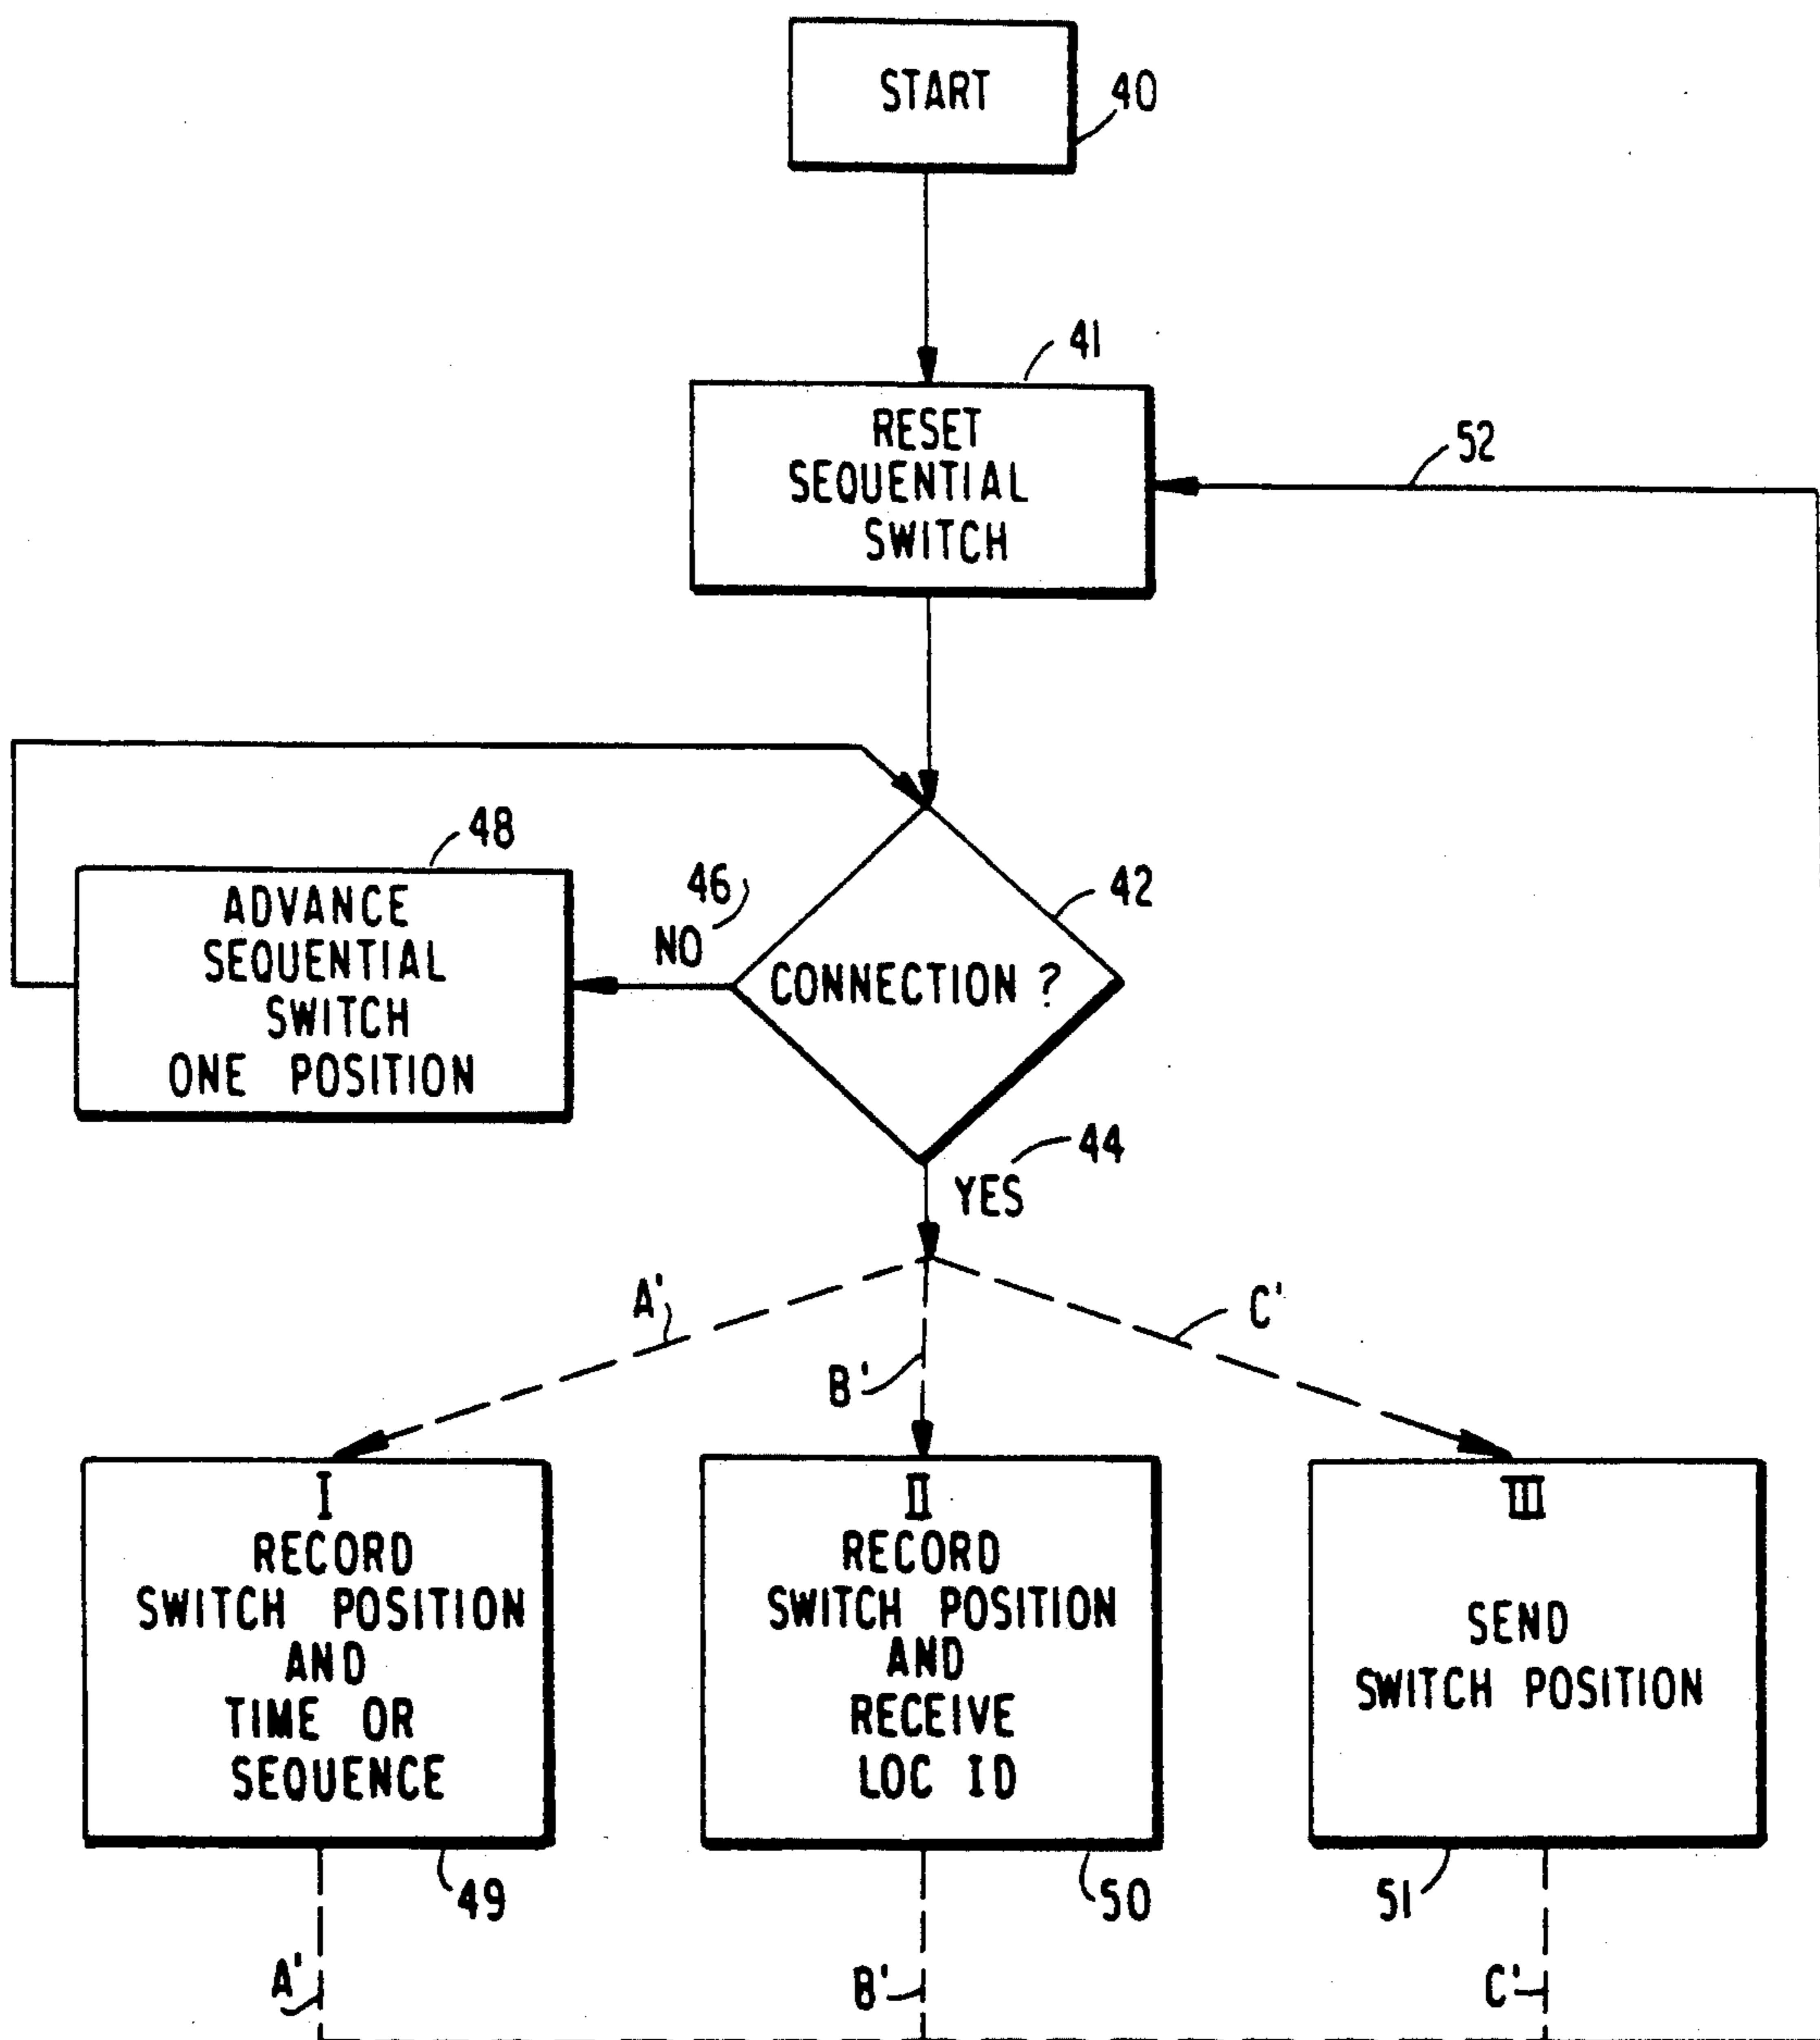 START
40
41
RESET
SEQUENTIAL
SWITCH
52
48
ADVANCE
SEQUENTIAL
SWITCH
ONE POSITION
46
NO
42
CONNECTION ?
44
YES
A'
B'
C'
I
RECORD
SWITCH POSITION
AND
TIME OR
SEQUENCE
II
RECORD
SWITCH POSITION
AND
RECEIVE
LOC ID
III
SEND
SWITCH POSITION
49
50
51
A'
B'
C'